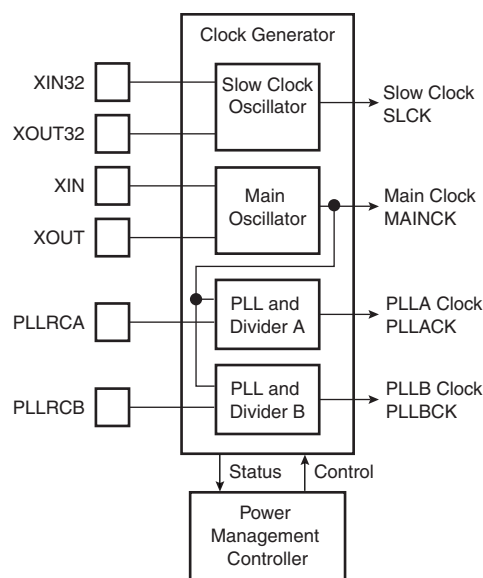 Clock Generator
XIN32
Slow Clock
Oscillator
Slow Clock
SLCK
XOUT32
XIN
Main
Oscillator
Main Clock
MAINCK
XOUT
PLLRCA
PLL and
Divider A
PLLA Clock
PLLACK
PLLRCB
PLL and
Divider B
PLLB Clock
PLLBCK
Status
Control
Power
Management
Controller